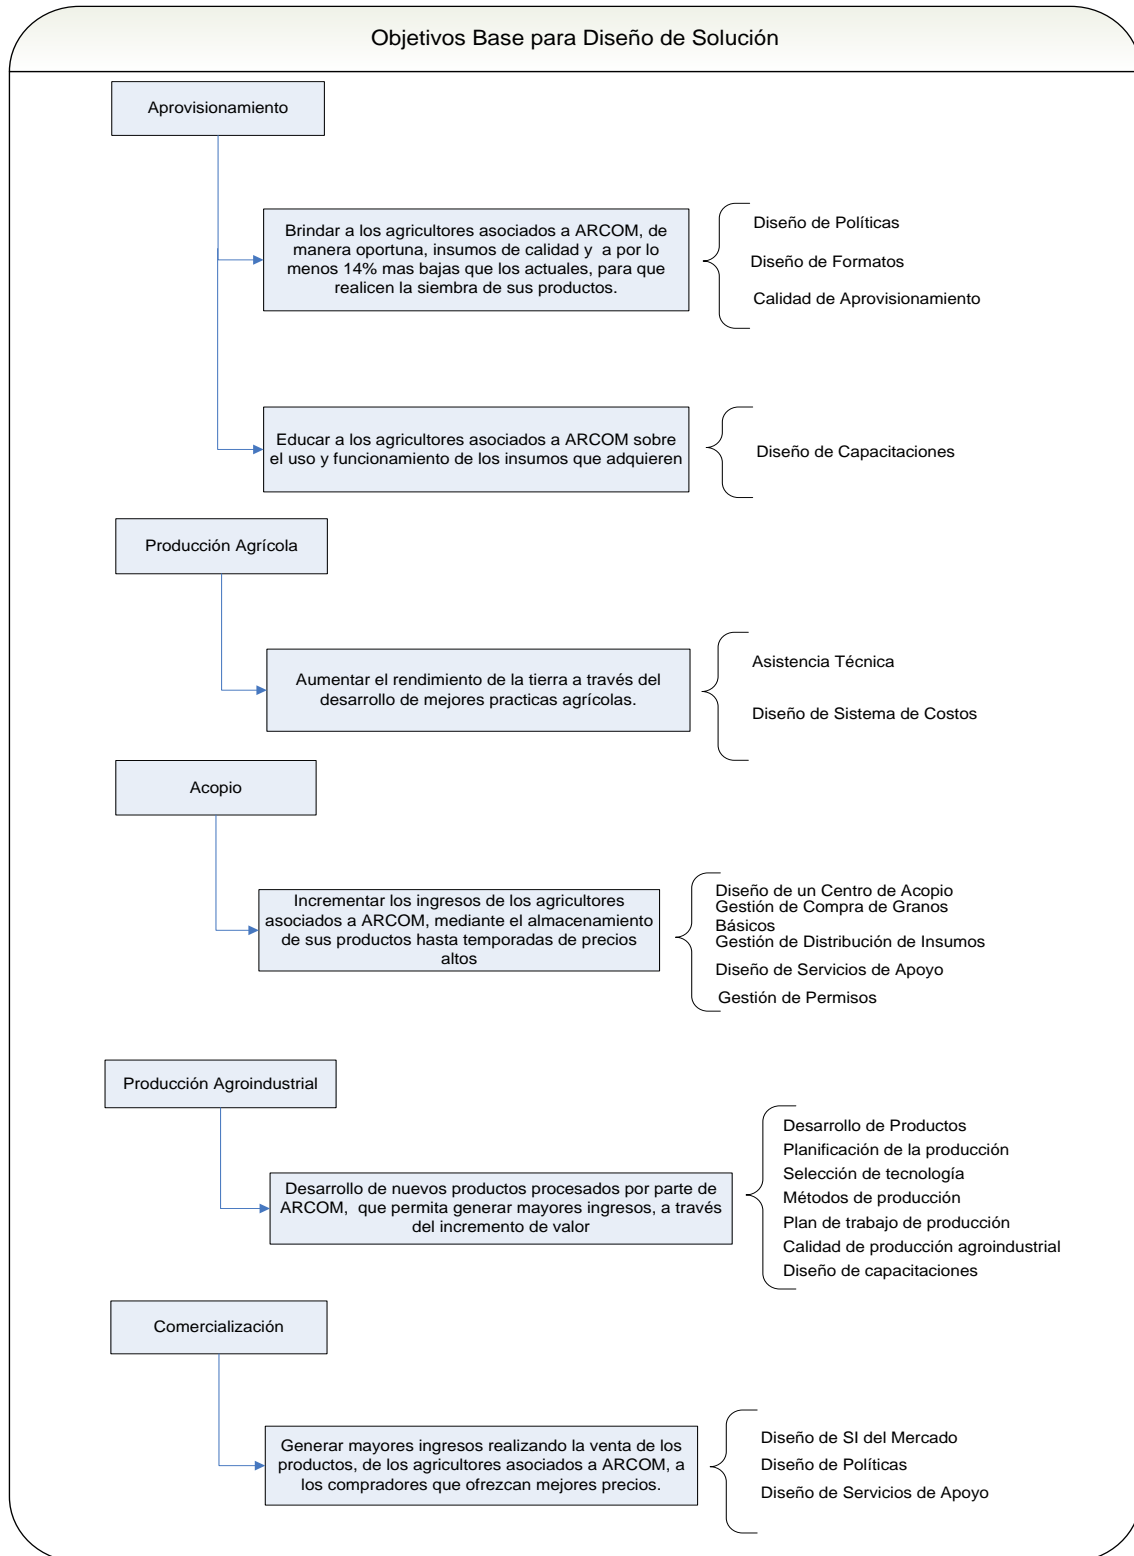 Objetivos Base para Diseño de Solución
Aprovisionamiento
Brindar a los agricultores asociados a ARCOM, de
manera oportuna, insumos de calidad y  a por lo
menos 14% mas bajas que los actuales, para que
realicen la siembra de sus productos.
Diseño de Políticas
Diseño de Formatos
Calidad de Aprovisionamiento
Educar a los agricultores asociados a ARCOM sobre
el uso y funcionamiento de los insumos que adquieren
Diseño de Capacitaciones
Producción Agrícola
Aumentar el rendimiento de la tierra a través del
desarrollo de mejores practicas agrícolas.
Asistencia Técnica
Diseño de Sistema de Costos
Acopio
Incrementar los ingresos de los agricultores
asociados a ARCOM, mediante el almacenamiento
de sus productos hasta temporadas de precios
altos
Diseño de un Centro de Acopio
Gestión de Compra de Granos
Básicos
Gestión de Distribución de Insumos
Diseño de Servicios de Apoyo
Gestión de Permisos
Producción Agroindustrial
Desarrollo de nuevos productos procesados por parte de
ARCOM,  que permita generar mayores ingresos, a través
del incremento de valor
Desarrollo de Productos
Planificación de la producción
Selección de tecnología
Métodos de producción
Plan de trabajo de producción
Calidad de producción agroindustrial
Diseño de capacitaciones
Comercialización
Generar mayores ingresos realizando la venta de los
productos, de los agricultores asociados a ARCOM, a
los compradores que ofrezcan mejores precios.
Diseño de SI del Mercado
Diseño de Políticas
Diseño de Servicios de Apoyo